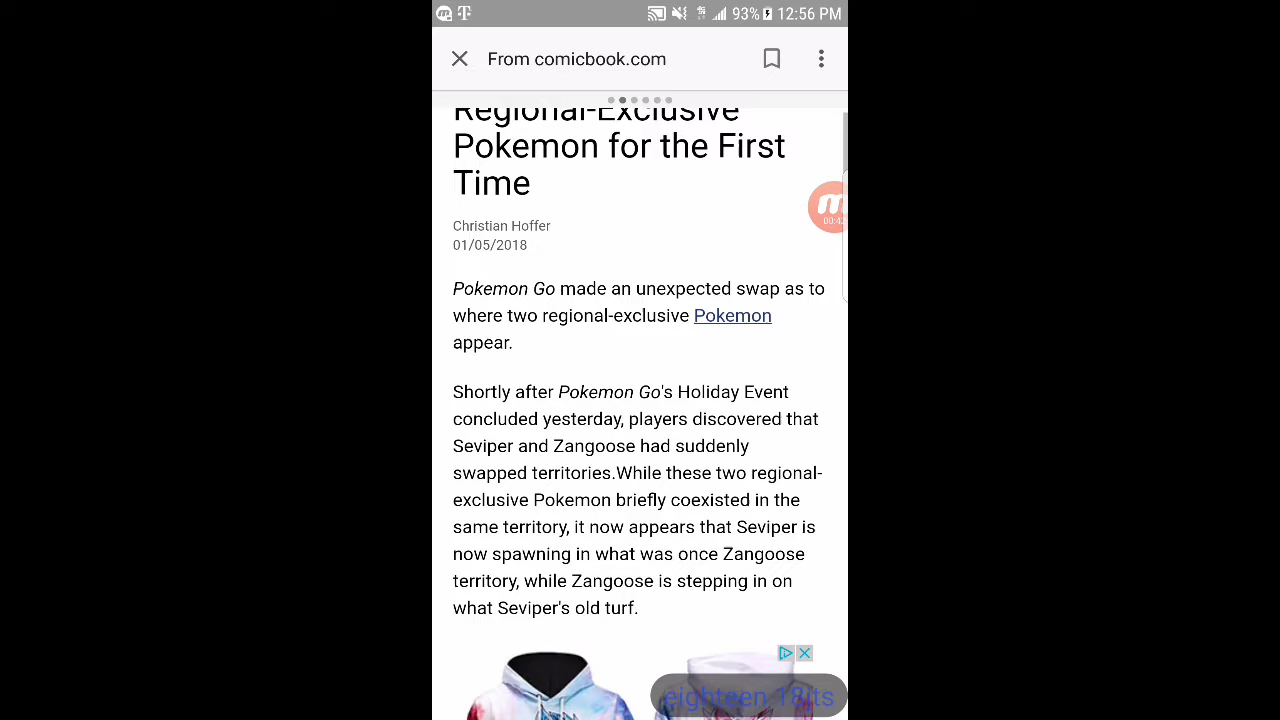 93% 12:56 PM
From comicbook.com
Regional-Exclusive
Pokemon for the First
Time
Christian Hoffer
01/05/2018
Pokemon Go made an unexpected swap as to
where two regional-exclusive Pokemon
appear.
Shortly after Pokemon Go's Holiday Event
concluded yesterday, players discovered that
Seviper and Zangoose had suddenly
swapped territories.While these two regional-
exclusive Pokemon briefly coexisted in the
same territory, it now appears that Seviper is
now spawning in what was once Zangoose
territory, while Zangoose is stepping in on
what Seviper's old turf.
eighteen 18lts